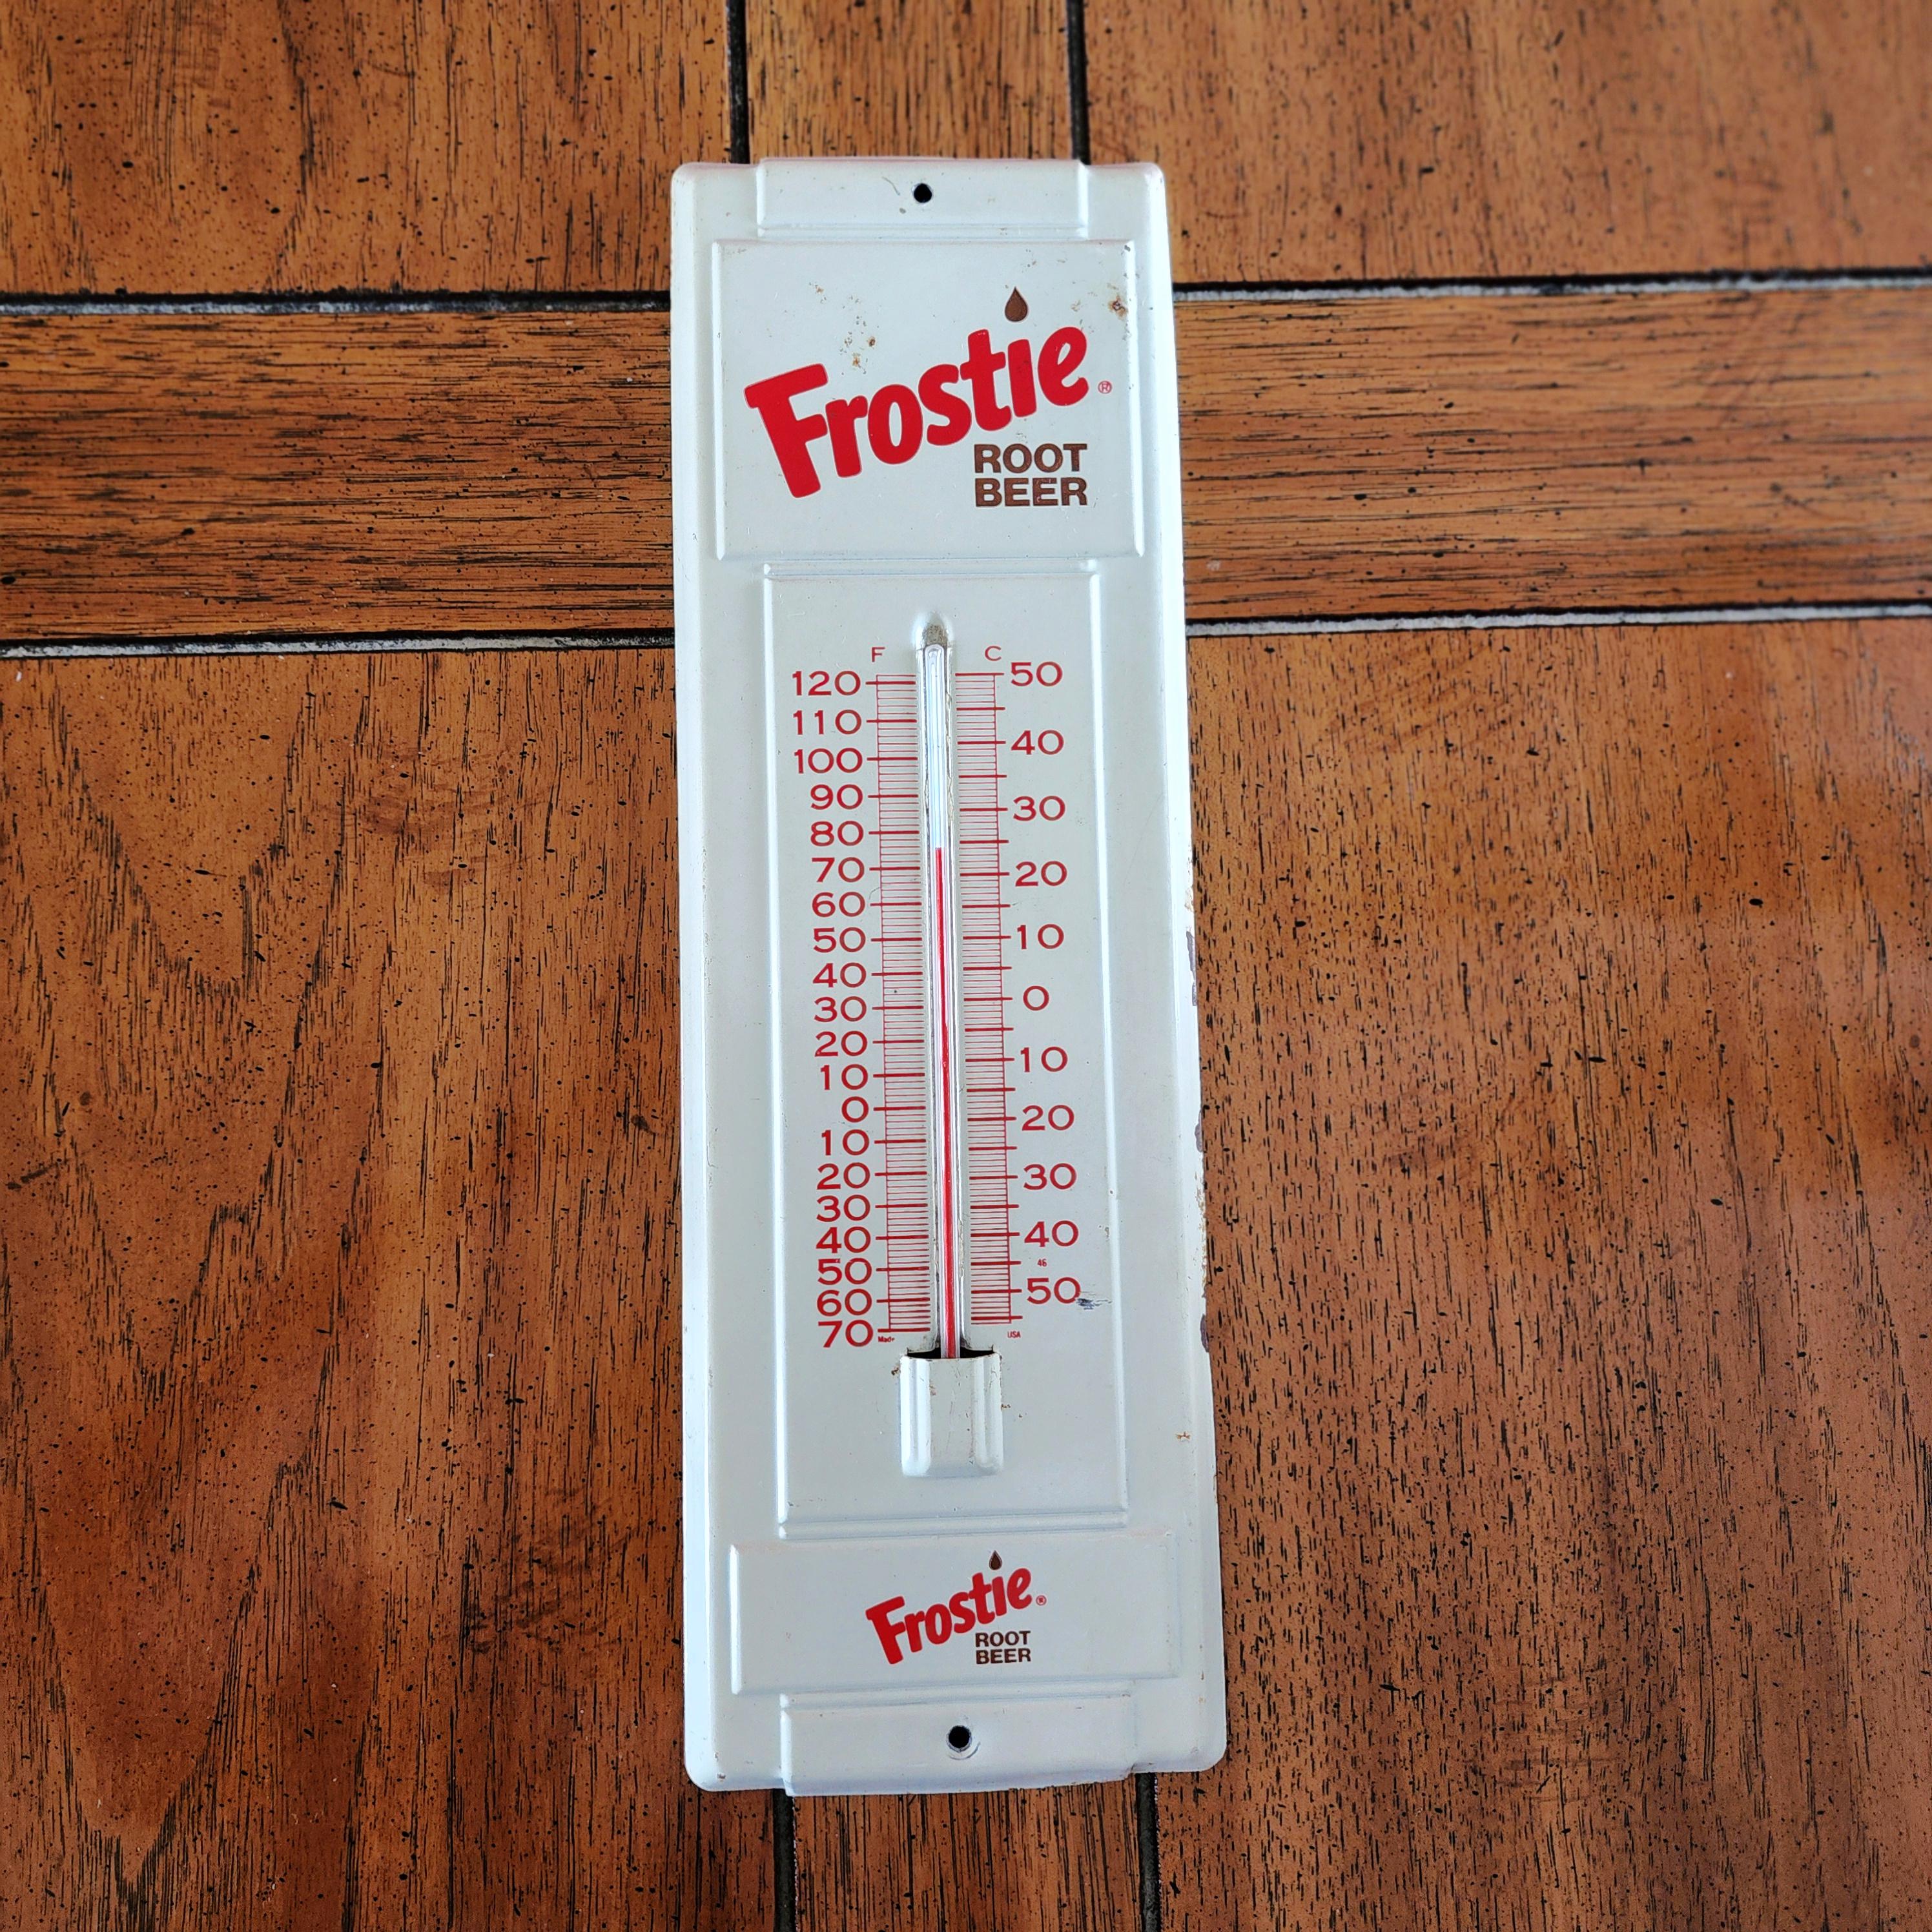 Frostie®
ROOT
BEER
F C
120 50
110
100 40
90 30
80
70 20
60
50 10
40
30 0
20
10 10
0 20
10
20 30
30
40 40
50 46
60 50
70 Made USA
Frostie®
ROOT
BEER